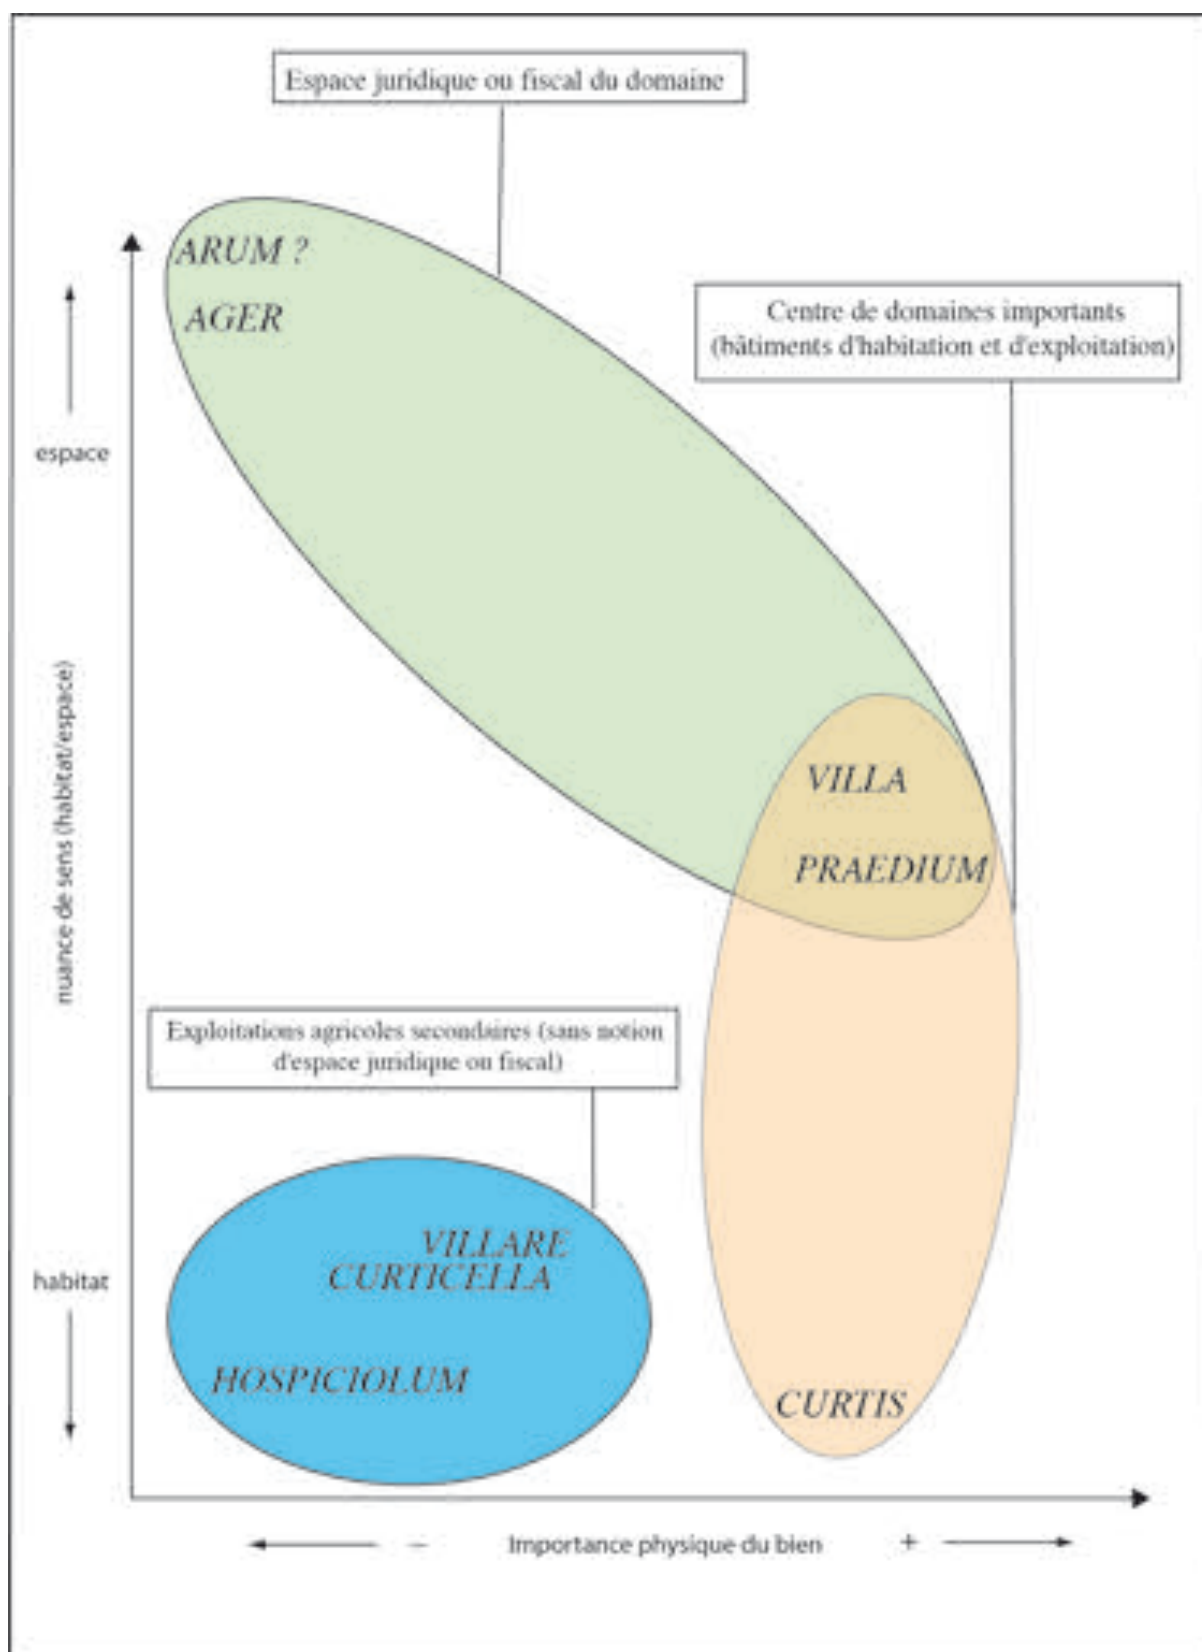 Espace juridique ou fiscal du domaine
ARUM ?
AGER
Centre de domaines importants
(bâtiments d'habitation et d'exploitation)
espace
nuance de sens (habitat/espace)
VILLA
PRAEDIUM
Exploitations agricoles secondaires (sans notion
d'espace juridique ou fiscal)
VILLARE
CURTICELLA
habitat
HOSPICIOLUM
CURTIS
– Importance physique du bien +